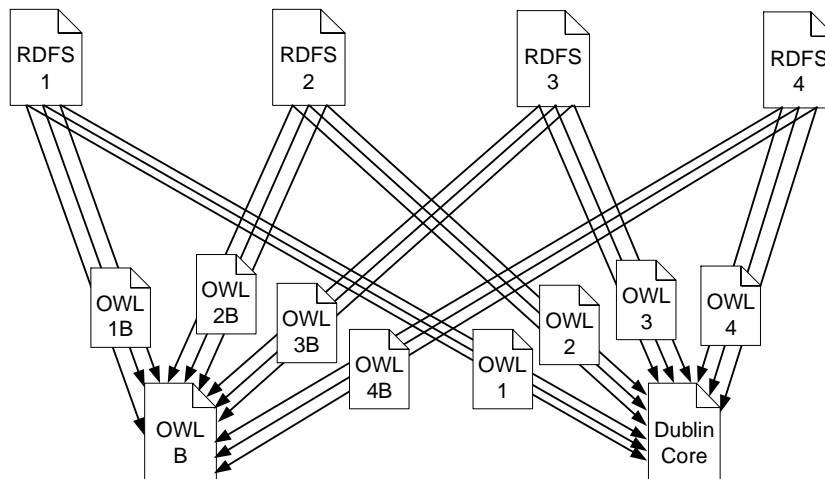 RDFS
1
RDFS
2
RDFS
3
RDFS
4
OWL
1B
OWL
2B
OWL
3B
OWL
4B
OWL
1
OWL
2
OWL
3
OWL
4
OWL
B
Dublin
Core